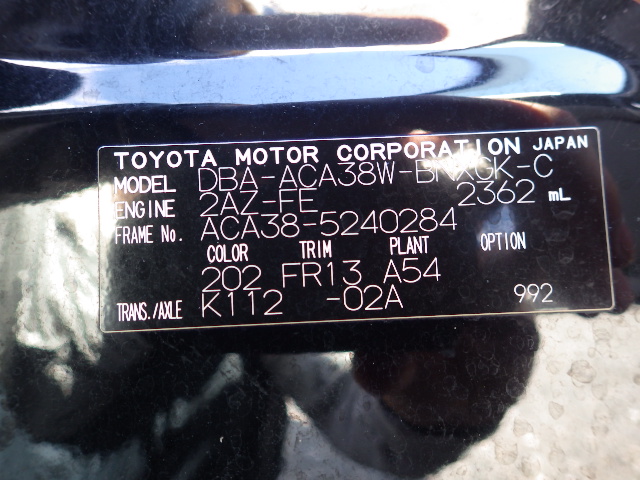 TOYOTA MOTOR CORPORATION JAPAN
MODEL DBA-ACA38W-BNXGK-C
ENGINE 2AZ-FE 2362 mL
FRAME No. ACA38-5240284
COLOR TRIM PLANT OPTION
202 FR13 A54
TRANS./AXLE K112 -02A 992